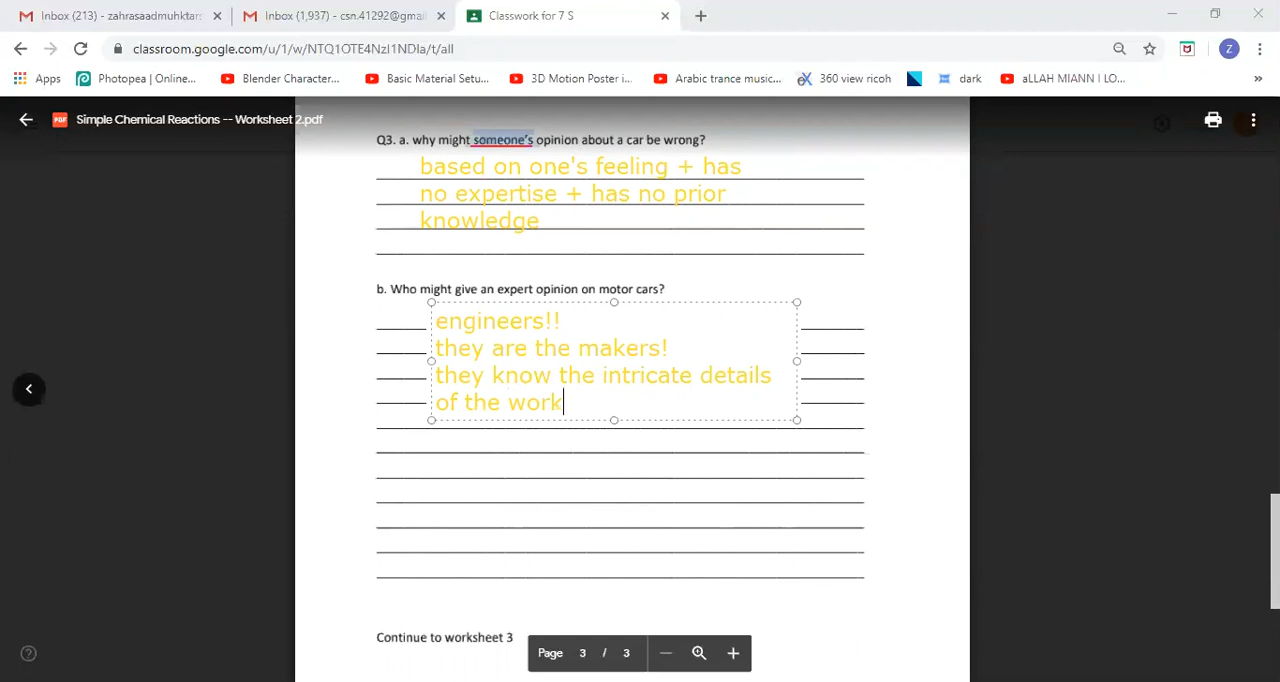 Inbox (213) - zahrasaadmuhktar
Inbox (1,937) - csn.41292@gmai
Classwork for 7 S
classroom.google.com/u/1/w/NTQ1OTE4NzI1NDIa/t/all
Apps
Photopea | Online...
Blender Character...
Basic Material Setu...
3D Motion Poster i...
Arabic trance music...
360 view ricoh
dark
aLLAH MIANN I LO...
Simple Chemical Reactions -- Worksheet 2.pdf
Q3. a. why might someone's opinion about a car be wrong?
based on one's feeling + has
no expertise + has no prior
knowledge
b. Who might give an expert opinion on motor cars?
engineers!!
they are the makers!
they know the intricate details
of the work
Continue to worksheet 3
Page 3 / 3